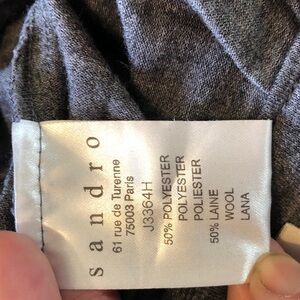 sandro
61 rue de Turenne
75003 Paris
J3364H
50% POLYESTER
POLYESTER
POLIESTER
50% LAINE
WOOL
LANA